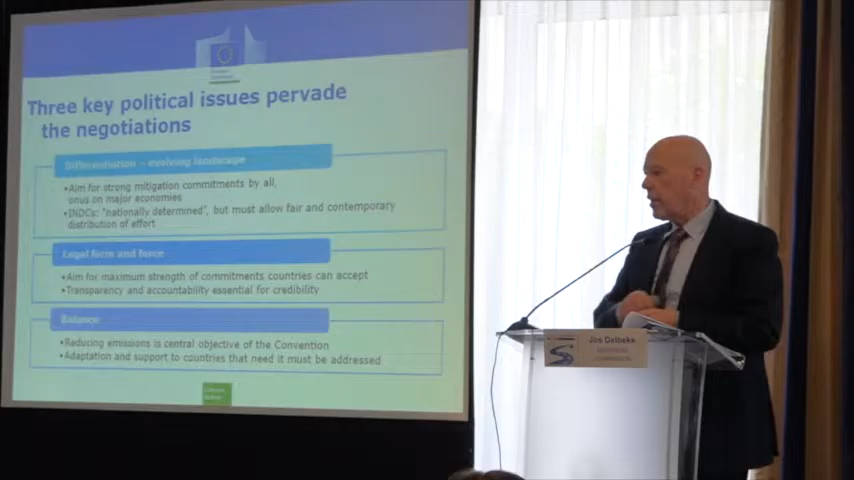 Three key political issues pervade
the negotiations
Differentiation – evolving landscape
•Aim for strong mitigation commitments by all,
onus on major economies
•INDCs: "nationally determined", but must allow fair and contemporary
distribution of effort
Legal form and force
•Aim for maximum strength of commitments countries can accept
•Transparency and accountability essential for credibility
Balance
•Reducing emissions is central objective of the Convention
•Adaptation and support to countries that need it must be addressed
Jos Delbeke